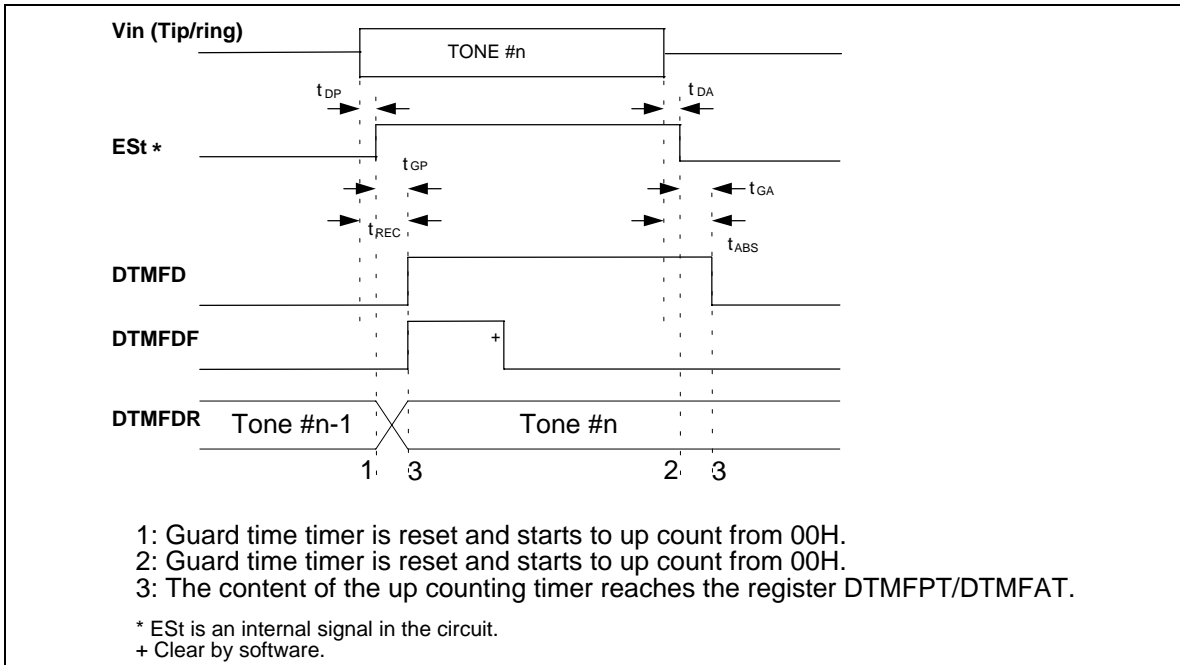 Vin (Tip/ring)
TONE #n
tDP
tDA
ESt *
tGP
tGA
tREC
tABS
DTMFD
DTMFDF
+
DTMFDR
Tone #n-1
Tone #n
1 3 2 3
1: Guard time timer is reset and starts to up count from 00H.
2: Guard time timer is reset and starts to up count from 00H.
3: The content of the up counting timer reaches the register DTMFPT/DTMFAT.
* ESt is an internal signal in the circuit.
+ Clear by software.